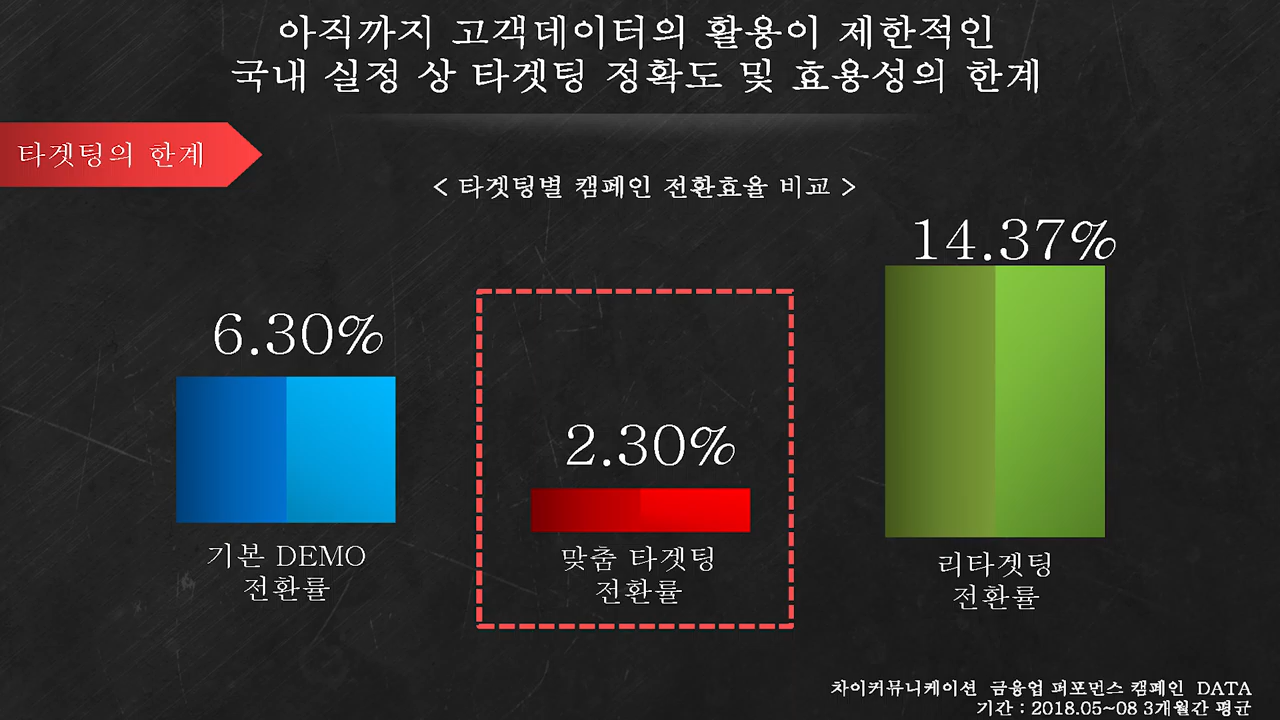 아직까지 고객데이터의 활용이 제한적인
국내 실정 상 타겟팅 정확도 및 효용성의 한계
타겟팅의 한계
< 타겟팅별 캠페인 전환효율 비교 >
14.37%
6.30%
2.30%
기본 DEMO
전환률
맞춤 타겟팅
전환률
리타겟팅
전환률
차이커뮤니케이션 금융업 퍼포먼스 캠페인 DATA
기간 : 2018.05~08 3개월간 평균